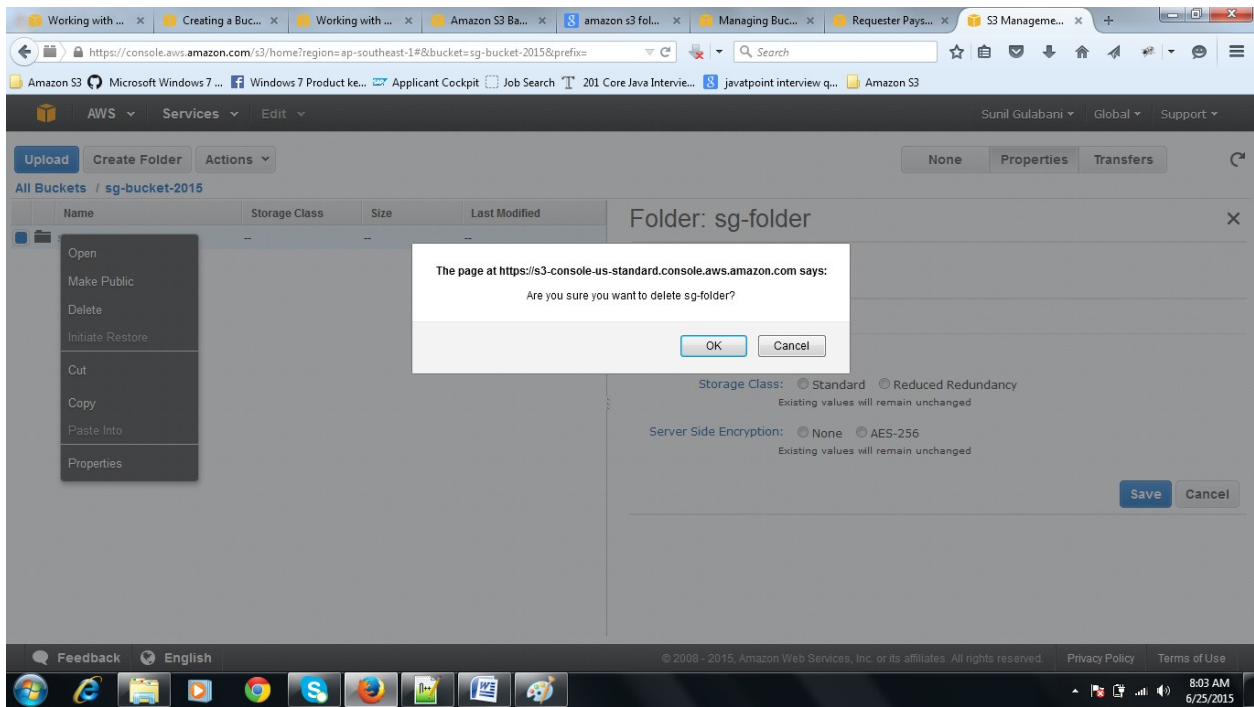 Working with ... × Creating a Buc... × Working with ... × Amazon S3 Ba... × amazon s3 fol... × Managing Buc... × Requester Pays... × S3 Manageme... × +
https://console.aws.amazon.com/s3/home?region=ap-southeast-1#&bucket=sg-bucket-2015&prefix= Search
Amazon S3 Microsoft Windows 7 ... Windows 7 Product ke... Applicant Cockpit Job Search 201 Core Java Intervie... javatpoint interview q... Amazon S3
AWS Services Edit Sunil Gulabani Global Support
Upload Create Folder Actions None Properties Transfers
All Buckets / sg-bucket-2015
Name Storage Class Size Last Modified
Folder: sg-folder ×
-- -- --
Open
Make Public
Delete
Initiate Restore
Cut
Copy
Paste Into
Properties
The page at https://s3-console-us-standard.console.aws.amazon.com says:
Are you sure you want to delete sg-folder?
OK Cancel
Storage Class: Standard Reduced Redundancy
Existing values will remain unchanged
Server Side Encryption: None AES-256
Existing values will remain unchanged
Save Cancel
Feedback English © 2008 - 2015, Amazon Web Services, Inc. or its affiliates. All rights reserved. Privacy Policy Terms of Use
8:03 AM
6/25/2015